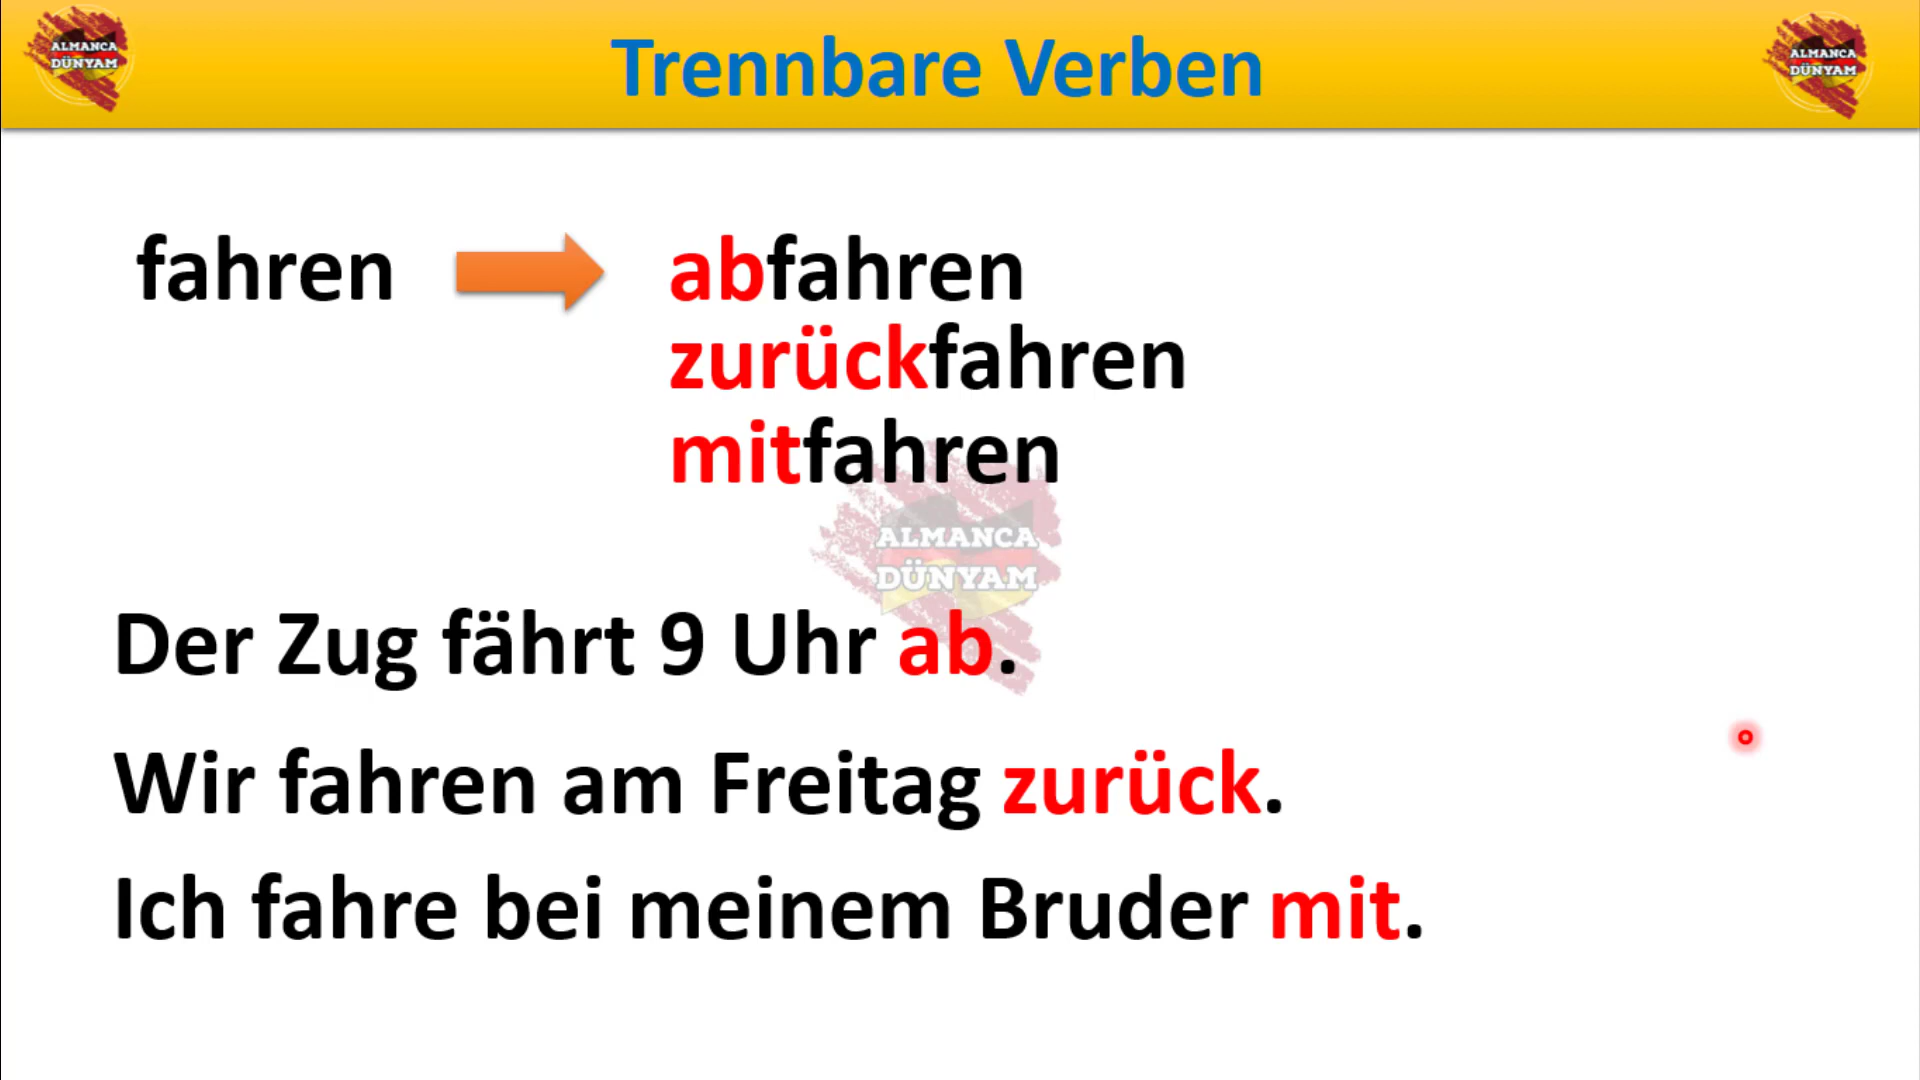 ALMANCA
DÜNYAM
Trennbare Verben
ALMANCA
DÜNYAM
fahren
abfahren
zurückfahren
mitfahren
ALMANCA
DÜNYAM
Der Zug fährt 9 Uhr ab.
Wir fahren am Freitag zurück.
Ich fahre bei meinem Bruder mit.